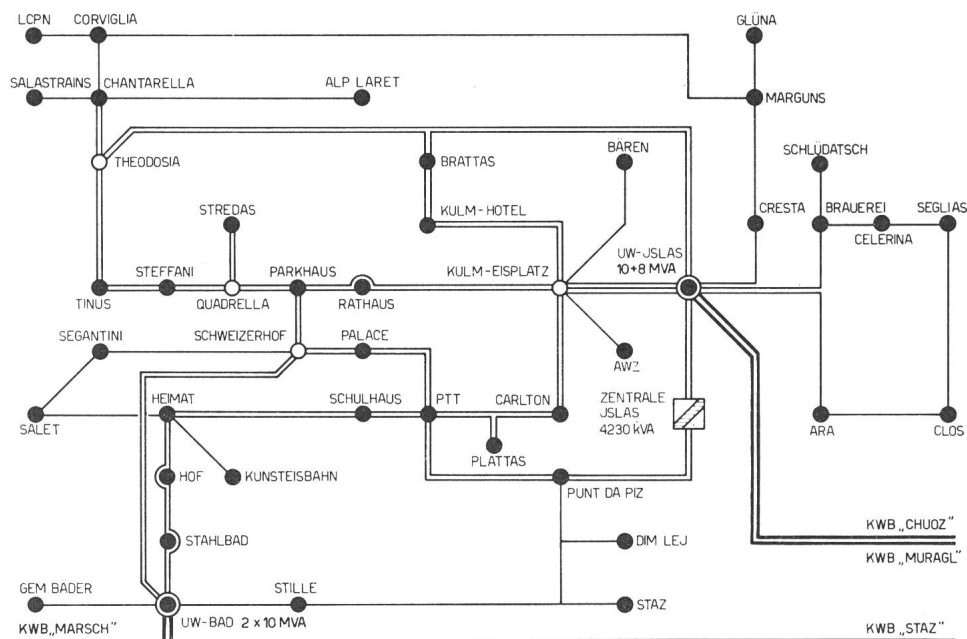 LCPN
CORVIGLIA
GLÜNA
SALASTRAINS
CHANTARELLA
ALP LARET
MARGUNS
THEODOSIA
BRATTAS
BÄREN
SCHLÜDATSCH
STREDAS
KULM-HOTEL
CRESTA
BRAUEREI
SEGLIAS
CELERINA
UW-JSLAS
10+8 MVA
STEFFANI
PARKHAUS
KULM-EISPLATZ
TINUS
QUADRELLA
RATHAUS
SEGANTINI
SCHWEIZERHOF
PALACE
AWZ
HEIMAT
SCHULHAUS
PTT
CARLTON
ZENTRALE
JSLAS
4230 KVA
SALET
PLATTAS
ARA
CLOS
HOF
KUNSTEISBAHN
PUNT DA PIZ
STAHLBAD
DIM LEJ
KWB „CHUOZ"
KWB „MURAGL"
GEM BÄDER
STILLE
STAZ
KWB „MARSCH"
UW-BAD 2 x 10 MVA
KWB „STAZ"